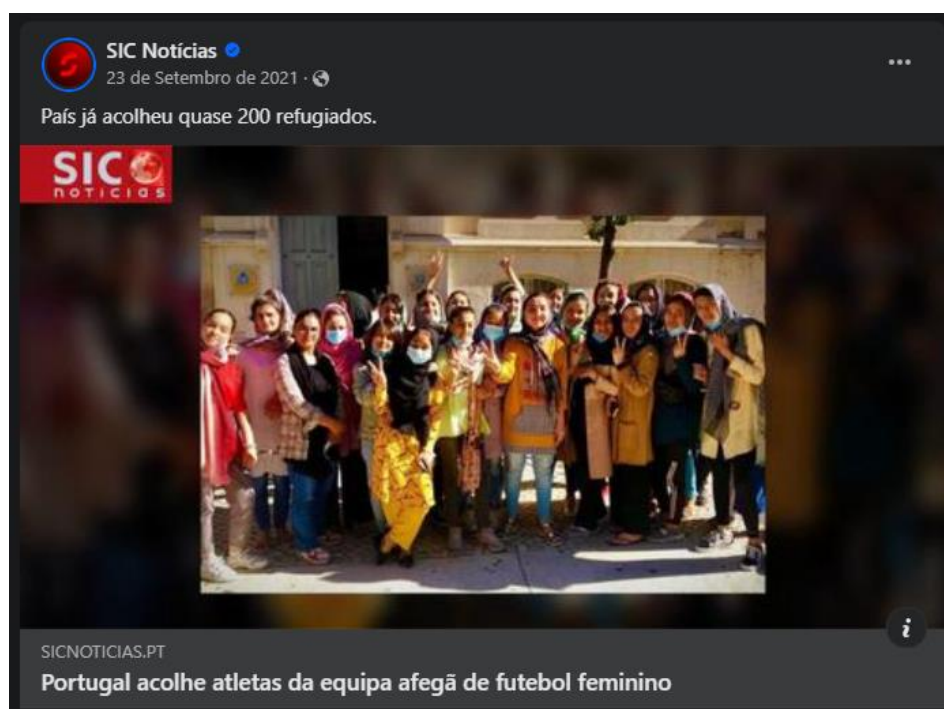 SIC Notícias
23 de Setembro de 2021 ·
País já acolheu quase 200 refugiados.
SIC
NOTICIAS
SICNOTICIAS.PT
Portugal acolhe atletas da equipa afegã de futebol feminino